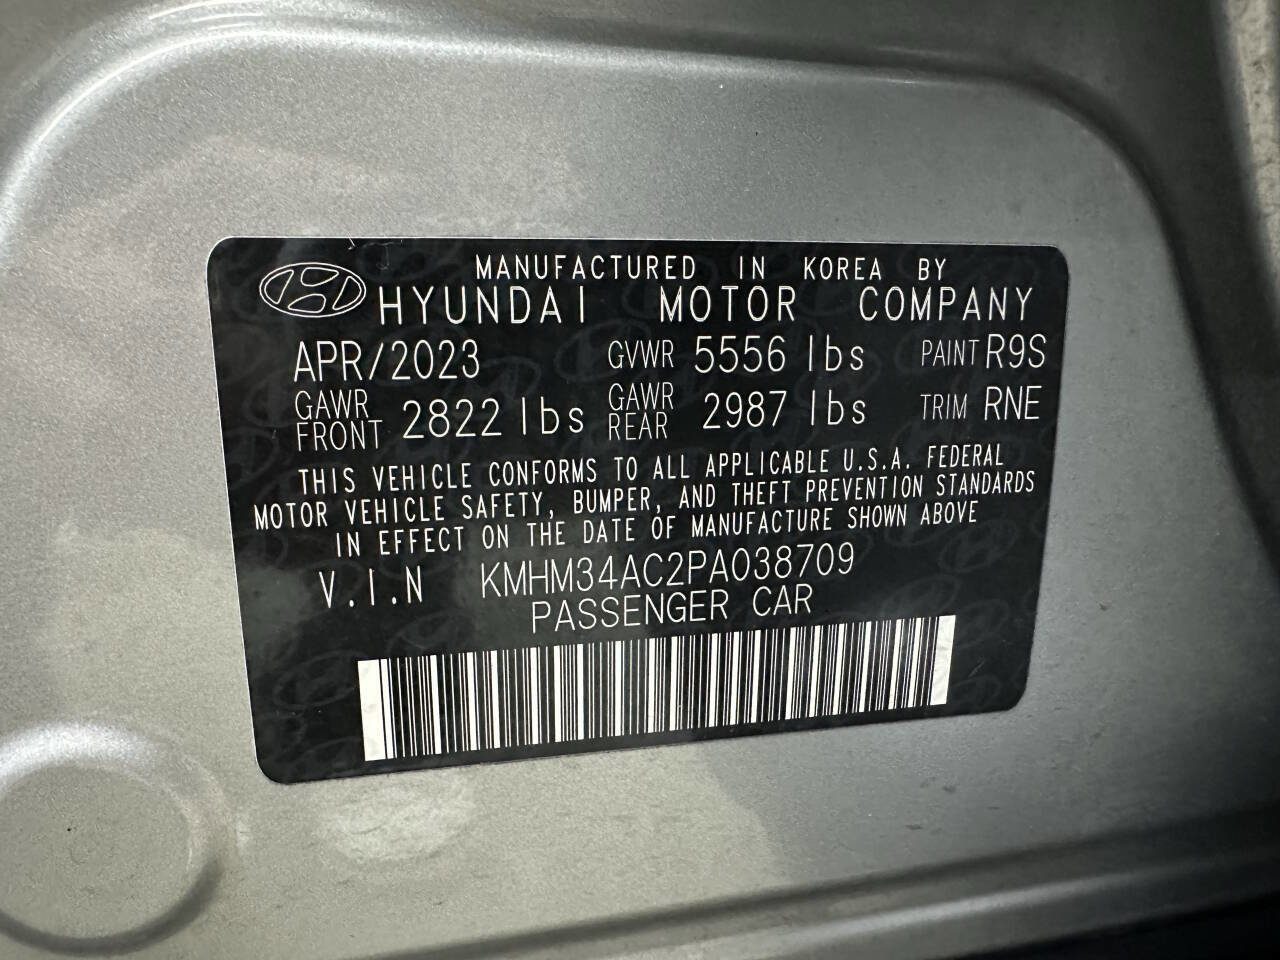 MANUFACTURED IN KOREA BY
HYUNDAI MOTOR COMPANY
APR/2023 GVWR 5556 lbs PAINT R9S
GAWR FRONT 2822 lbs GAWR REAR 2987 lbs TRIM RNE
THIS VEHICLE CONFORMS TO ALL APPLICABLE U.S.A. FEDERAL
MOTOR VEHICLE SAFETY, BUMPER, AND THEFT PREVENTION STANDARDS
IN EFFECT ON THE DATE OF MANUFACTURE SHOWN ABOVE
V.I.N KMHM34AC2PA038709
PASSENGER CAR